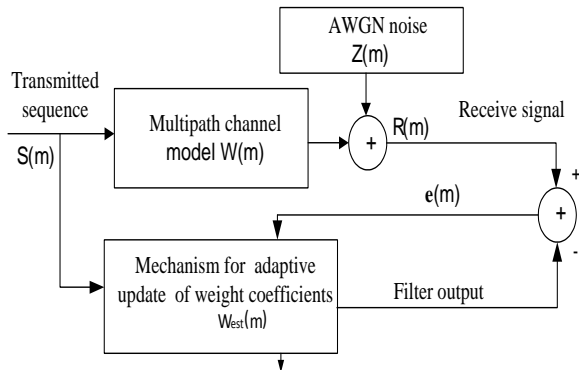 AWGN noise
Z(m)
Transmitted
sequence
Receive signal
Multipath channel
model W(m)
+
R(m)
S(m)
+
e(m)
+
-
Mechanism for adaptive
update of weight coefficients
West(m)
Filter output